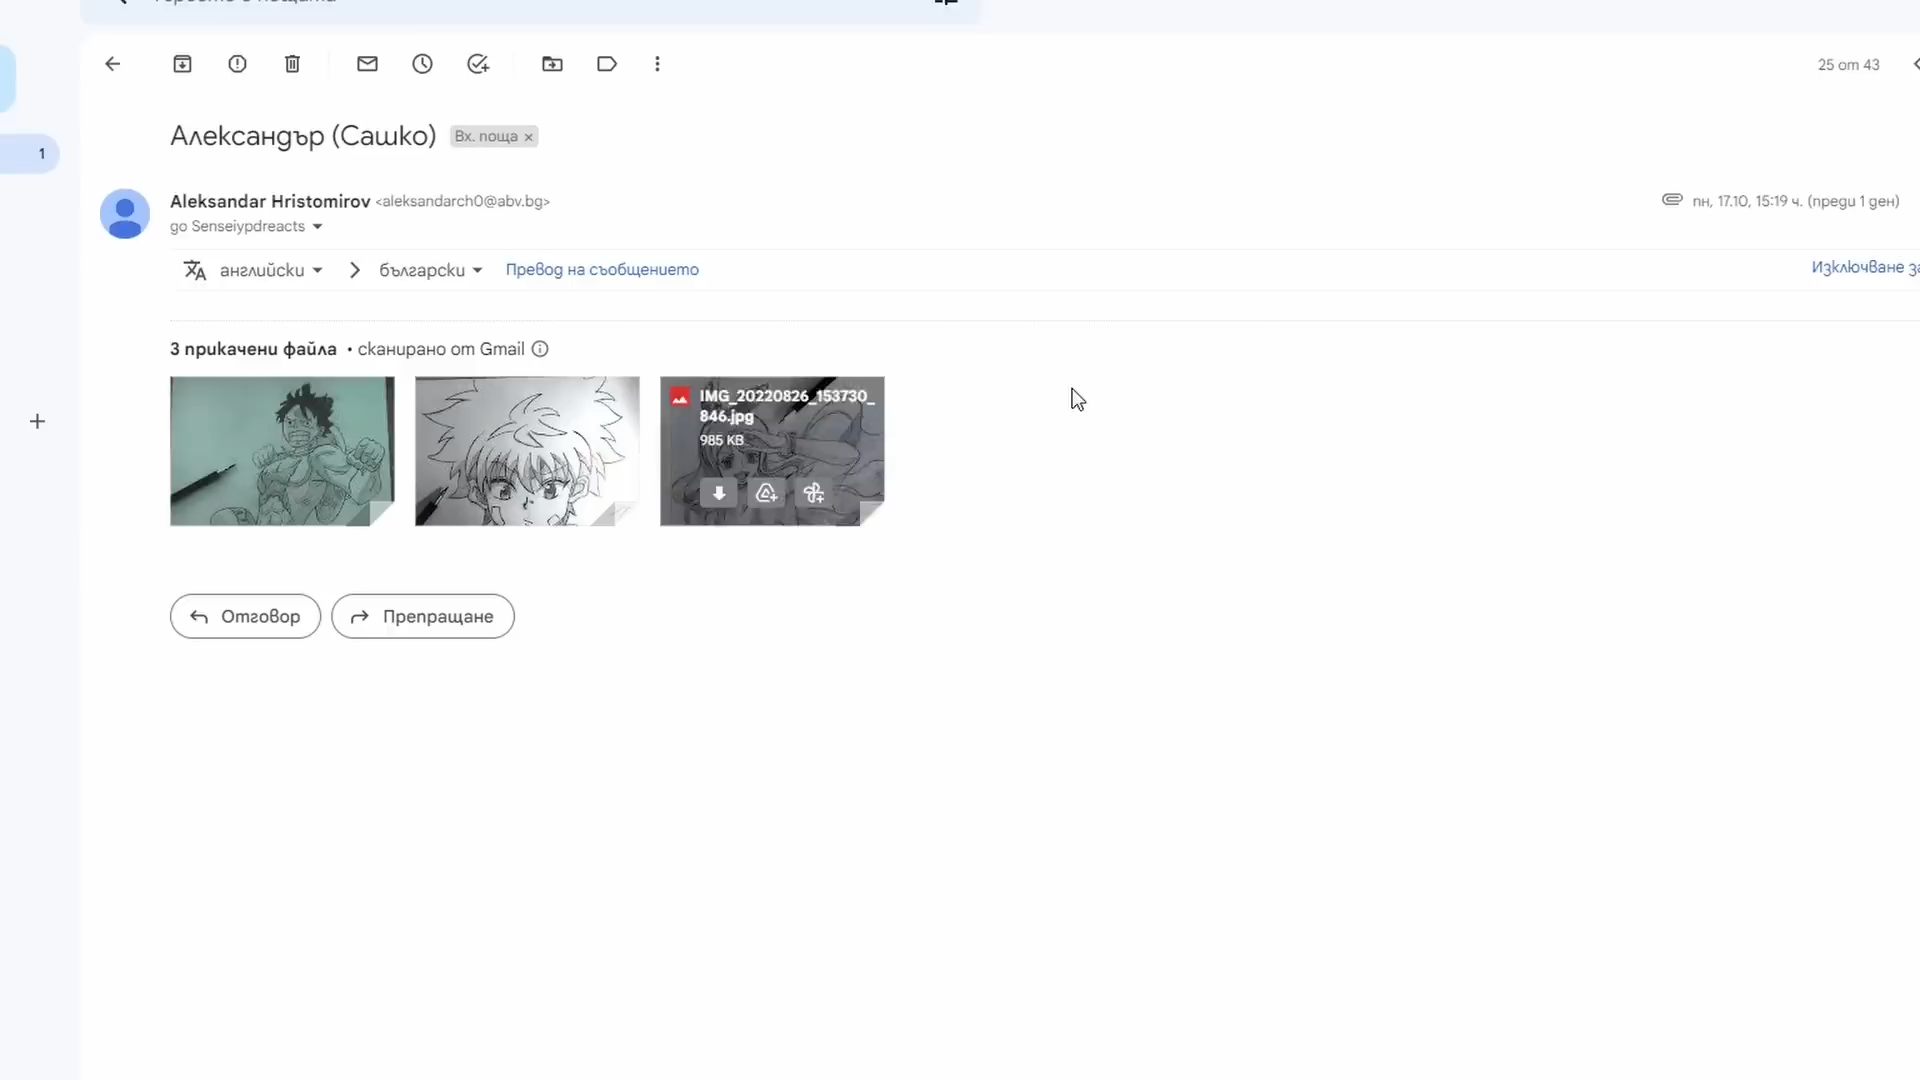 25 от 43
Александър (Сашко)
Вх. поща ×
1
Aleksandar Hristomirov <aleksandarch0@abv.bg>
пн, 17.10, 15:19 ч. (преди 1 ден)
до Senseiypdreacts
английски > български Превод на съобщението
Изключване за
3 прикачени файла • сканирано от Gmail
IMG_20220826_153730_
846.jpg
985 KB
Отговор
Препращане